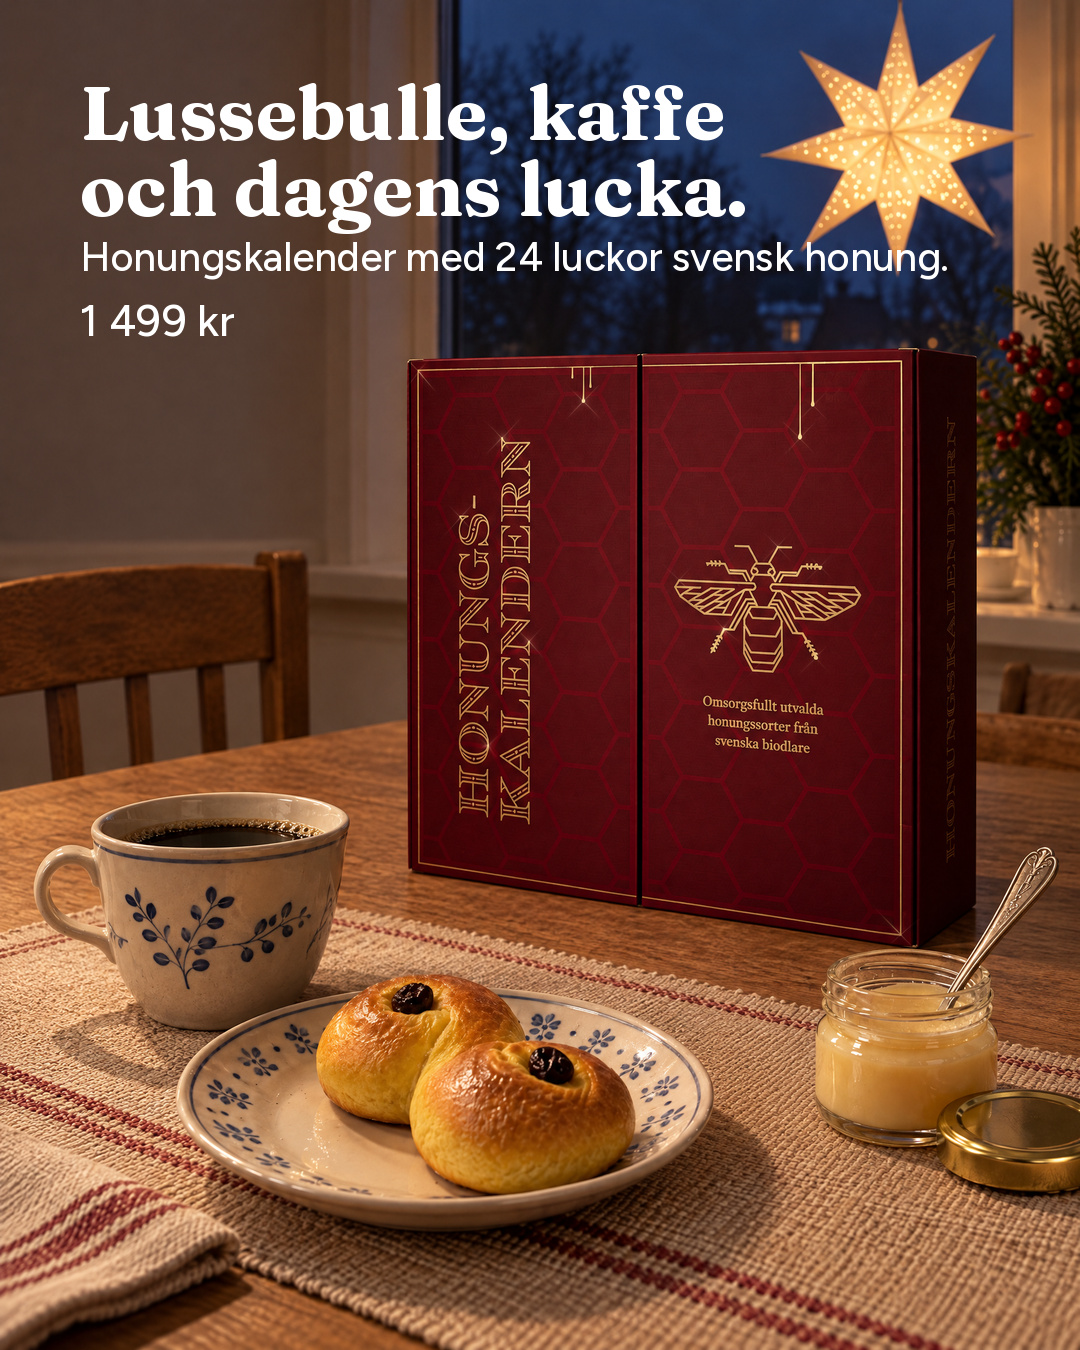 Lussebulle, kaffe
och dagens lucka.
Honungskalender med 24 luckor svensk honung.
1 499 kr
HONUNGS-
KALENDERN
Omsorgsfullt utvalda
honungssorter från
svenska biodlare
HONUNGSKALENDERN